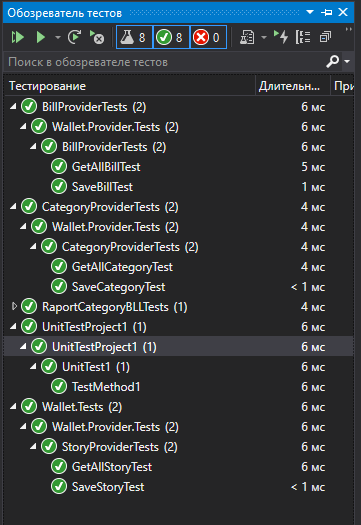 Обозреватель тестов
8 8 0
Поиск в обозревателе тестов
Тестирование Длительн... При
BillProviderTests (2) 6 мс
Wallet.Provider.Tests (2) 6 мс
BillProviderTests (2) 6 мс
GetAllBillTest 5 мс
SaveBillTest 1 мс
CategoryProviderTests (2) 4 мс
Wallet.Provider.Tests (2) 4 мс
CategoryProviderTests (2) 4 мс
GetAllCategoryTest 4 мс
SaveCategoryTest < 1 мс
RaportCategoryBLLTests (1) 4 мс
UnitTestProject1 (1) 6 мс
UnitTestProject1 (1) 6 мс
UnitTest1 (1) 6 мс
TestMethod1 6 мс
Wallet.Tests (2) 6 мс
Wallet.Provider.Tests (2) 6 мс
StoryProviderTests (2) 6 мс
GetAllStoryTest 6 мс
SaveStoryTest < 1 мс